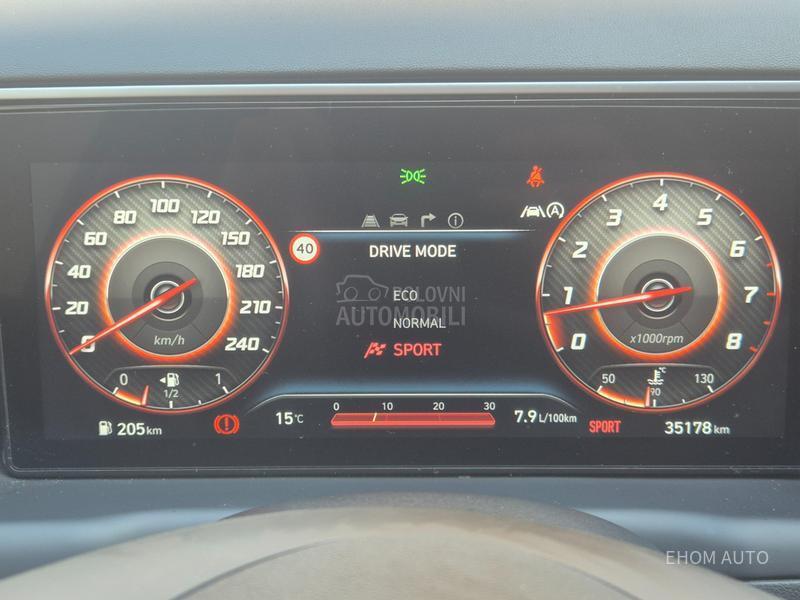 0 20 40 60 80 100 120 150 180 210 240
km/h
0 1/2 1
205 km
40
DRIVE MODE
ECO
NORMAL
SPORT
POLOVNI
AUTOMOBILI
A
0 1 2 3 4 5 6 7 8
x1000rpm
50 °C 130
90
15°C
0 10 20 30
7.9 L/100km
SPORT
35178 km
EHOM AUTO